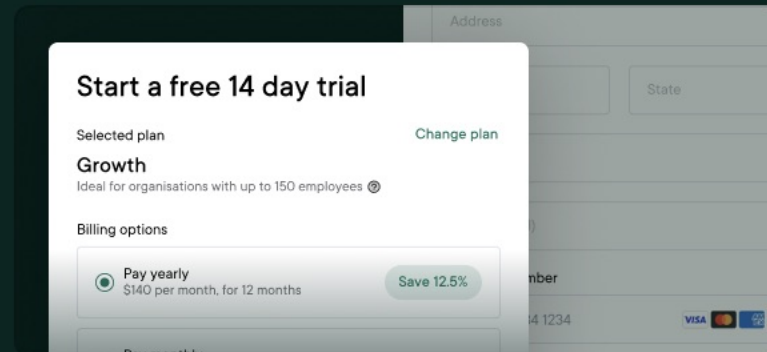 Address
Start a free 14 day trial
State
Selected plan
Change plan
Growth
Ideal for organisations with up to 150 employees
Billing options
Pay yearly
$140 per month, for 12 months
Save 12.5%
mber
34 1234
VISA